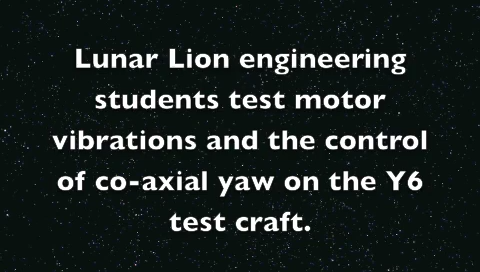 Lunar Lion engineering
students test motor
vibrations and the control
of co-axial yaw on the Y6
test craft.